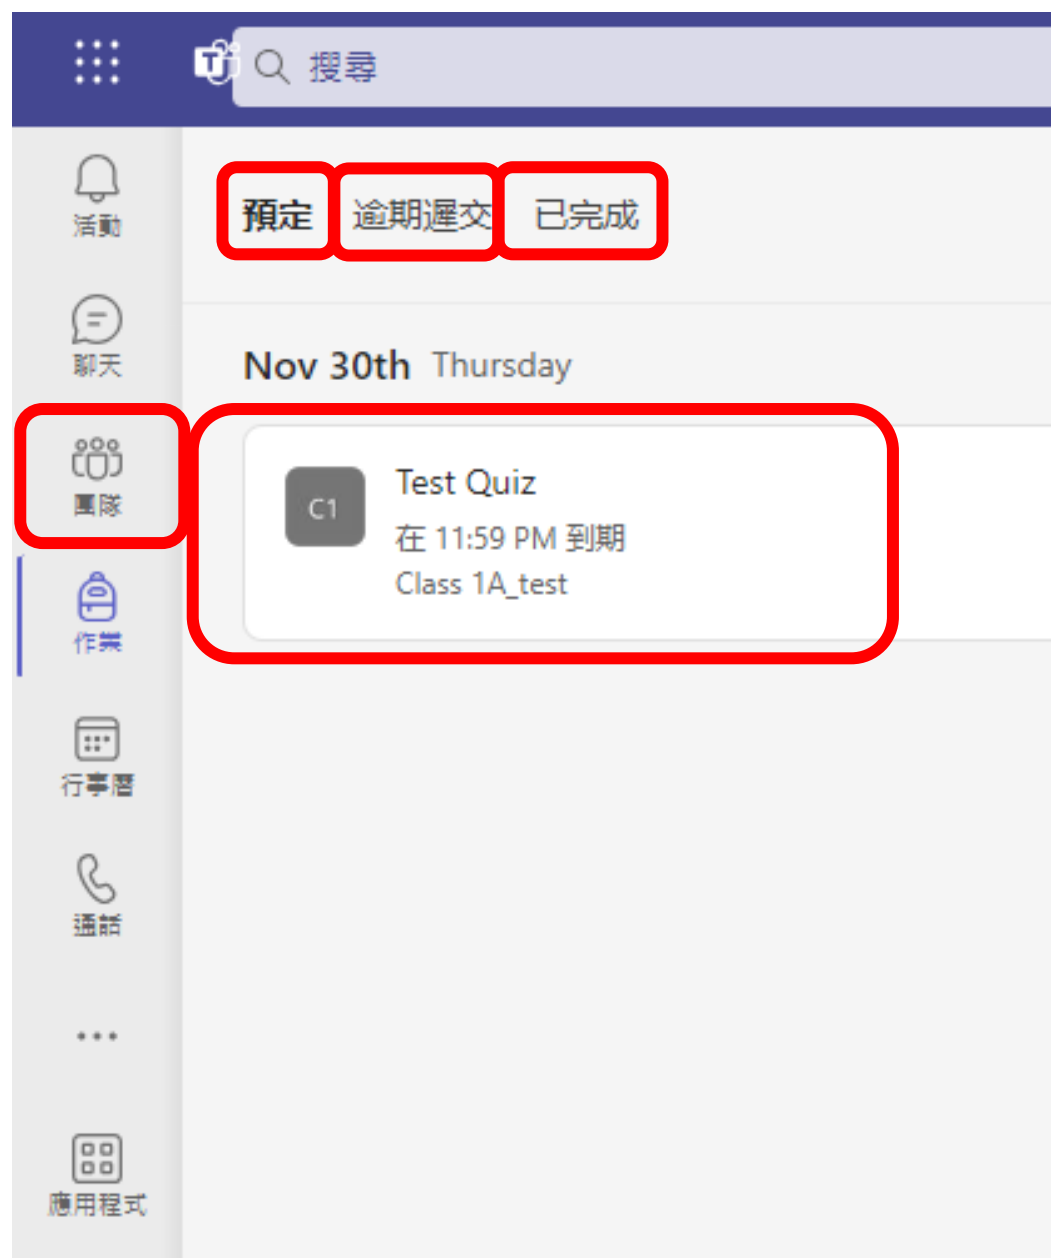 搜尋
活動
聊天
團隊
作業
行事曆
通話
應用程式
預定 逾期遲交 已完成
Nov 30th Thursday
C1
Test Quiz
在 11:59 PM 到期
Class 1A_test